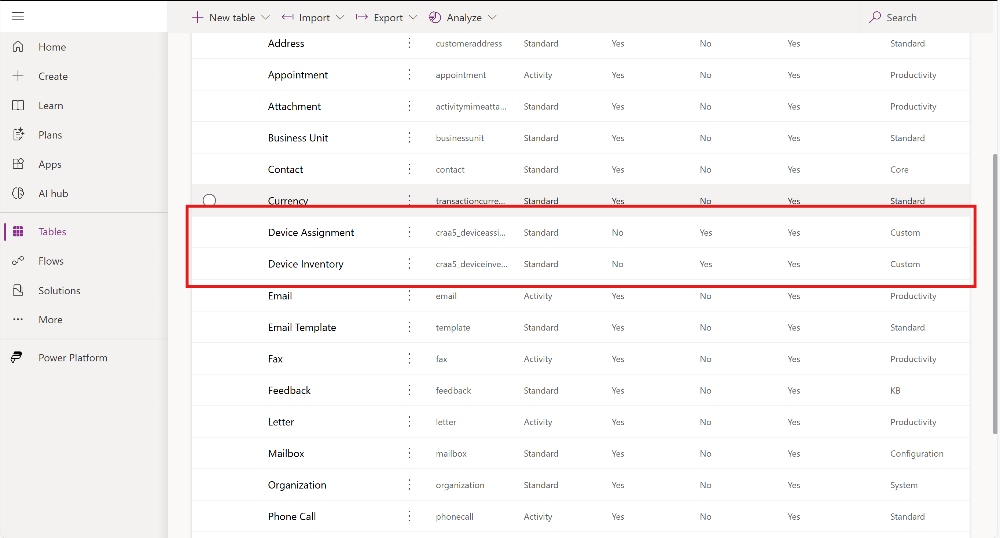 New table Import Export Analyze Search
Home
Create
Learn
Plans
Apps
AI hub
Tables
Flows
Solutions
More
Power Platform
Address customeraddress Standard Yes No Yes Standard
Appointment appointment Activity Yes No Yes Productivity
Attachment activitymimeatta... Standard Yes No Yes Productivity
Business Unit businessunit Standard Yes No Yes Standard
Contact contact Standard Yes No Yes Core
Currency transactioncurre... Standard Yes No Yes Standard
Device Assignment craa5_deviceassi... Standard No Yes Yes Custom
Device Inventory craa5_deviceinve... Standard No Yes Yes Custom
Email email Activity Yes No Yes Productivity
Email Template template Standard Yes No Yes Standard
Fax fax Activity Yes No Yes Productivity
Feedback feedback Standard Yes No Yes KB
Letter letter Activity Yes No Yes Productivity
Mailbox mailbox Standard Yes No Yes Configuration
Organization organization Standard Yes No Yes System
Phone Call phonecall Activity Yes No Yes Standard